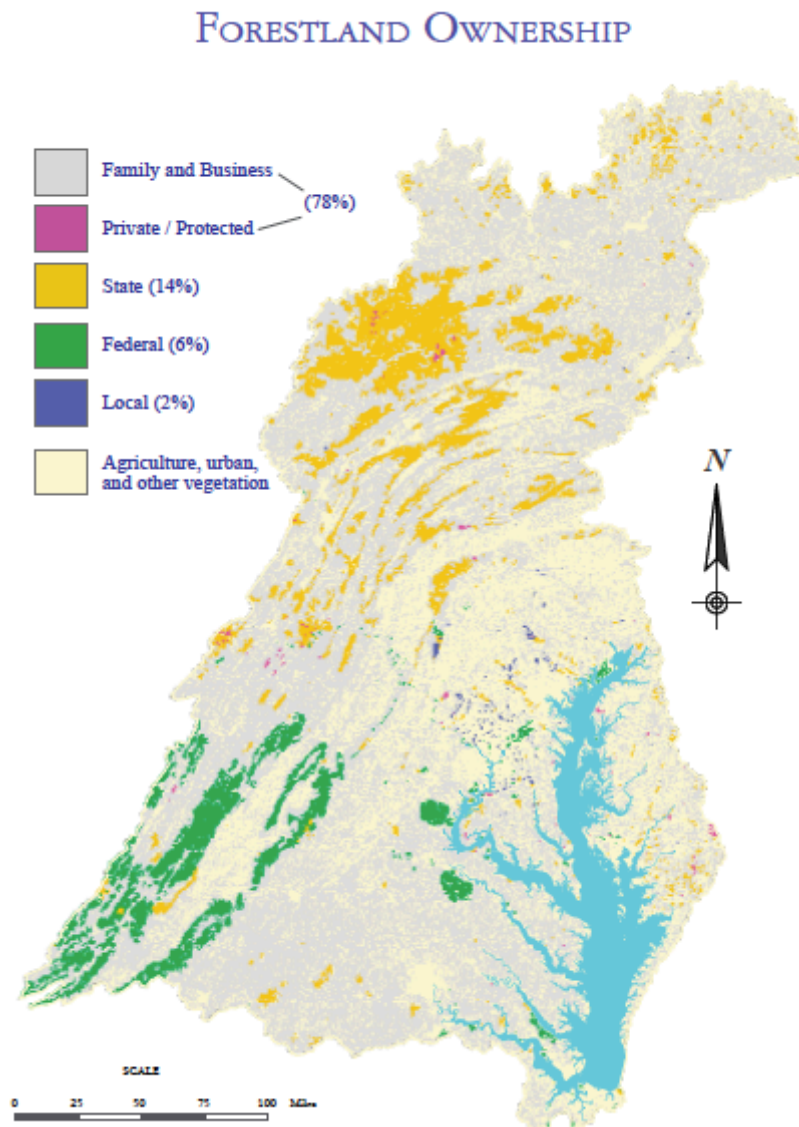 FORESTLAND OWNERSHIP
Family and Business
(78%)
Private / Protected
State (14%)
Federal (6%)
Local (2%)
Agriculture, urban,
and other vegetation
N
SCALE
0 25 50 75 100 Miles